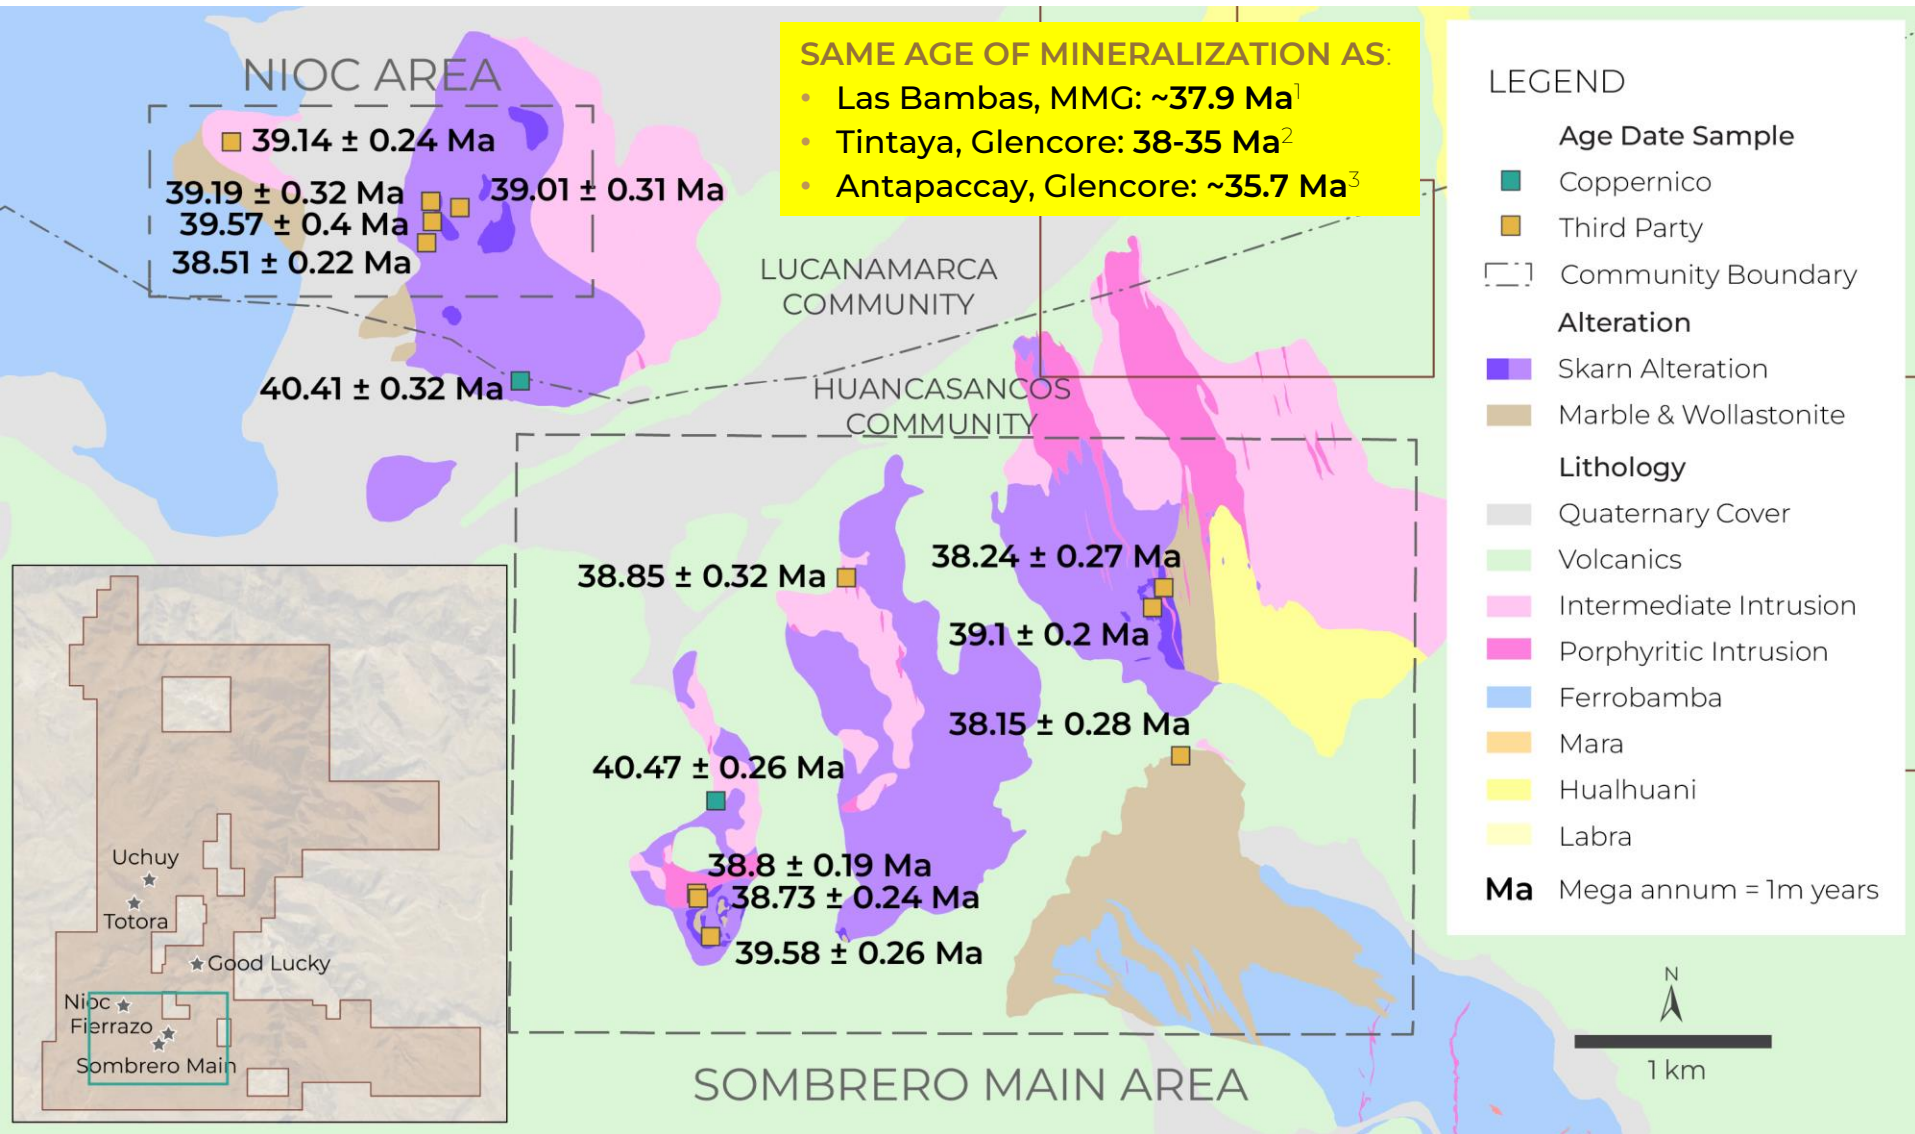 NIOC AREA
39.14 ± 0.24 Ma
39.19 ± 0.32 Ma
39.01 ± 0.31 Ma
39.57 ± 0.4 Ma
38.51 ± 0.22 Ma
40.41 ± 0.32 Ma
SAME AGE OF MINERALIZATION AS:
• Las Bambas, MMG: ~37.9 Ma¹
• Tintaya, Glencore: 38-35 Ma²
• Antapaccay, Glencore: ~35.7 Ma³
LUCANAMARCA
COMMUNITY
HUANCASANCOS
COMMUNITY
38.85 ± 0.32 Ma
38.24 ± 0.27 Ma
39.1 ± 0.2 Ma
38.15 ± 0.28 Ma
40.47 ± 0.26 Ma
38.8 ± 0.19 Ma
38.73 ± 0.24 Ma
39.58 ± 0.26 Ma
SOMBRERO MAIN AREA
Uchuy
Totora
Good Lucky
Nioc
Fierrazo
Sombrero Main
LEGEND
Age Date Sample
Coppernico
Third Party
Community Boundary
Alteration
Skarn Alteration
Marble & Wollastonite
Lithology
Quaternary Cover
Volcanics
Intermediate Intrusion
Porphyritic Intrusion
Ferrobamba
Mara
Hualhuani
Labra
Ma Mega annum = 1m years
N
1 km